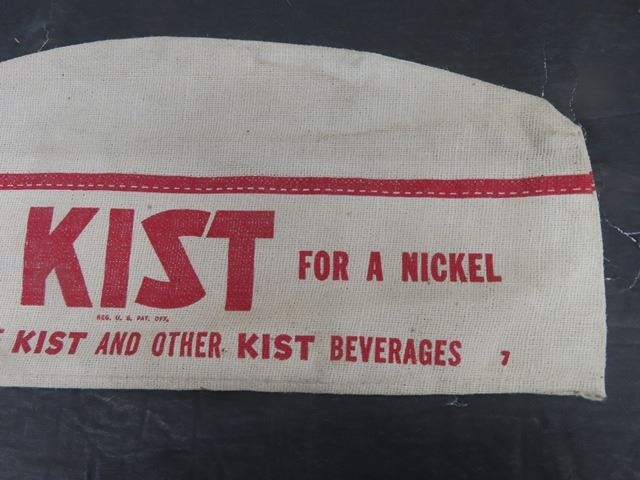 KIST FOR A NICKEL
REG. U. S. PAT. OFF.
KIST AND OTHER KIST BEVERAGES 7